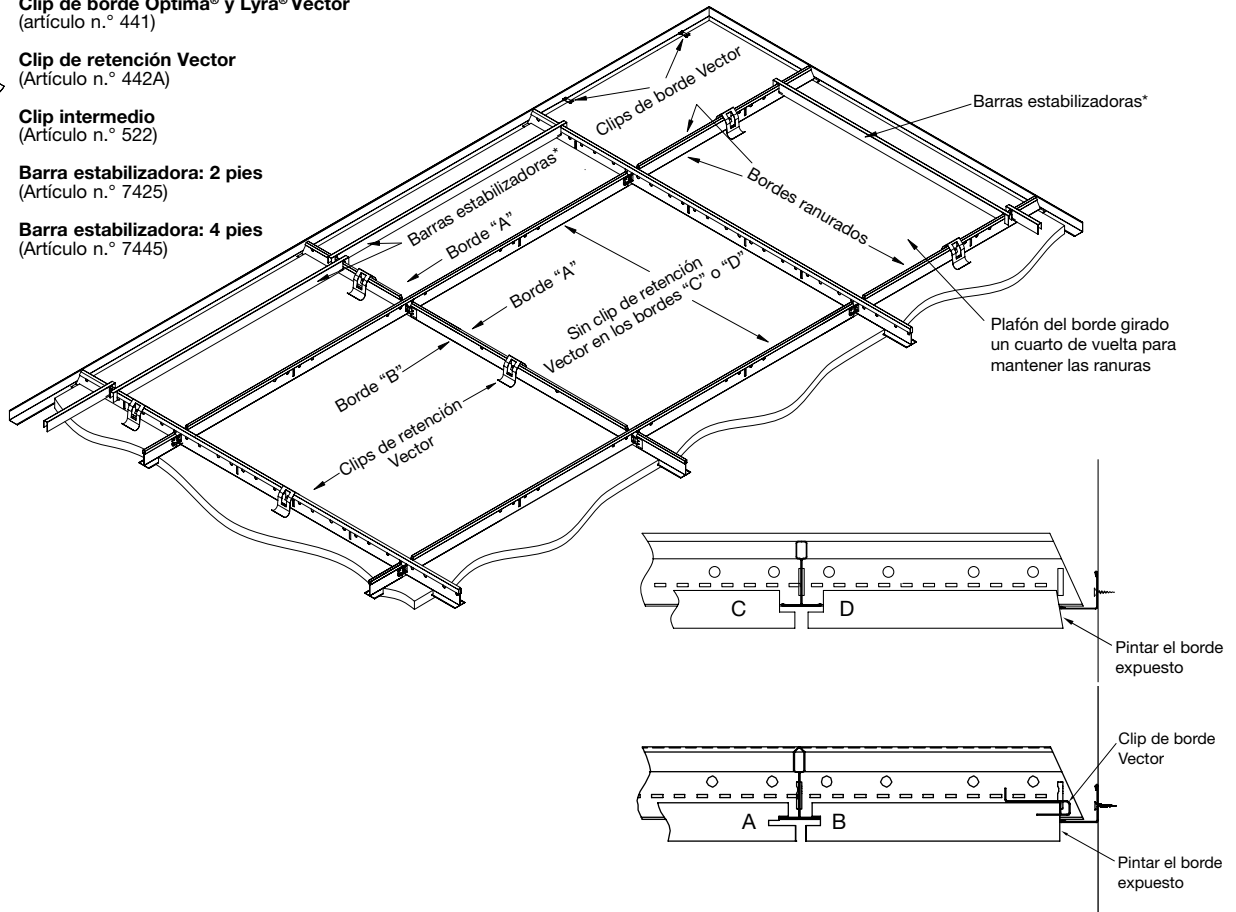 Clip de borde Optima® y Lyra® Vector
(artículo n.° 441)
Clip de retención Vector
(Artículo n.° 442A)
Clip intermedio
(Artículo n.° 522)
Barra estabilizadora: 2 pies
(Artículo n.° 7425)
Barra estabilizadora: 4 pies
(Artículo n.° 7445)
Clips de borde Vector
Barras estabilizadoras*
Barras estabilizadoras*
Borde “A”
Bordes ranurados
Borde “A”
Sin clip de retención
Vector en los bordes “C” o “D”
Borde “B”
Clips de retención
Vector
Plafón del borde girado
un cuarto de vuelta para
mantener las ranuras
C
D
Pintar el borde
expuesto
Clip de borde
Vector
A
B
Pintar el borde
expuesto